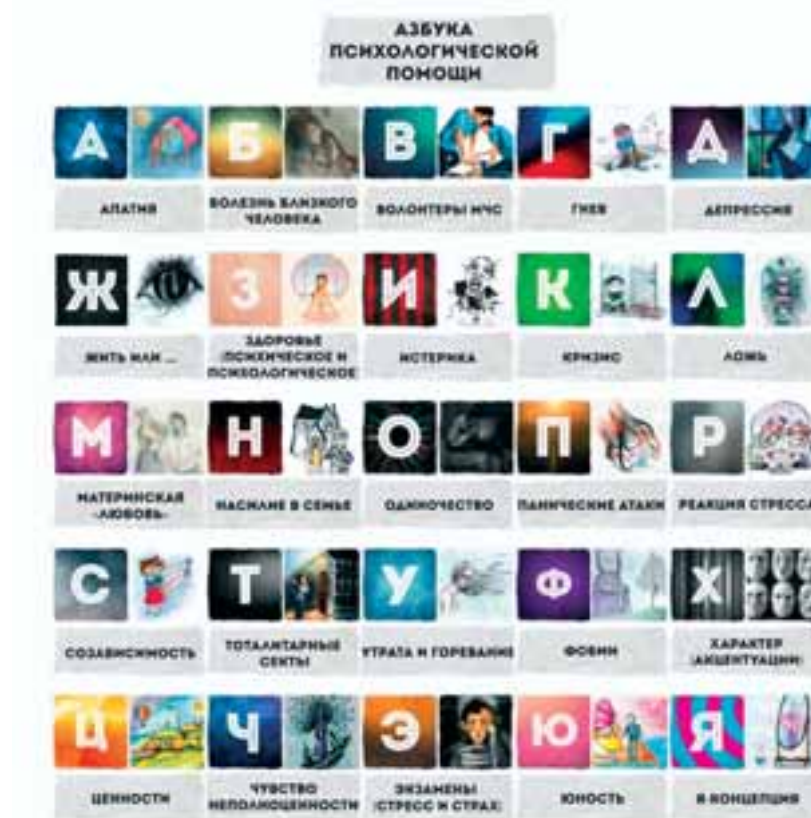 АЗБУКА
ПСИХОЛОГИЧЕСКОЙ
ПОМОЩИ
А Б В Г Д
АПАТИЯ
БОЛЕЗНЬ БЛИЗКОГО
ЧЕЛОВЕКА
ВОЛОНТЕРЫ МЧС
ГНЕВ
ДЕПРЕССИЯ
Ж З И К Л
ЖИТЬ ИЛИ ...
ЗДОРОВЬЕ
(ПСИХИЧЕСКОЕ И
ПСИХОЛОГИЧЕСКОЕ)
ИСТЕРИКА
КРИЗИС
ЛОЖЬ
М Н О П Р
МАТЕРИНСКАЯ
«ЛЮБОВЬ»
НАСИЛИЕ В СЕМЬЕ
ОДИНОЧЕСТВО
ПАНИЧЕСКИЕ АТАКИ
РЕАКЦИЯ СТРЕССА
С Т У Ф Х
СОЗАВИСИМОСТЬ
ТОТАЛИТАРНЫЕ
СЕКТЫ
УТРАТА И ГОРЕВАНИЕ
ФОБИИ
ХАРАКТЕР
(АКЦЕНТУАЦИИ)
Ц Ч Э Ю Я
ЦЕННОСТИ
ЧУВСТВО
НЕПОЛНОЦЕННОСТИ
ЭКЗАМЕНЫ
(СТРЕСС И СТРАХ)
ЮНОСТЬ
Я-КОНЦЕПЦИЯ